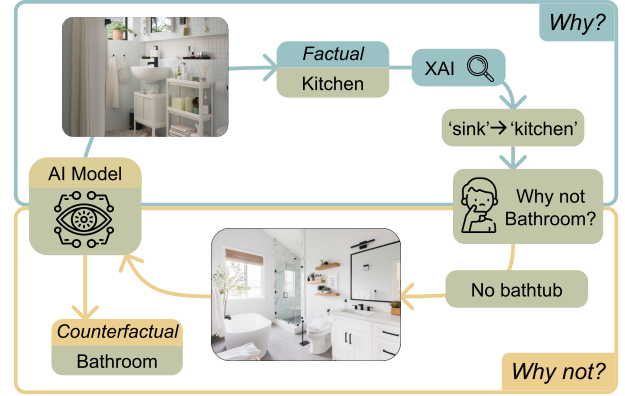 Why?
Factual
Kitchen
XAI
'sink'→'kitchen'
AI Model
Why not
Bathroom?
No bathtub
Counterfactual
Bathroom
Why not?